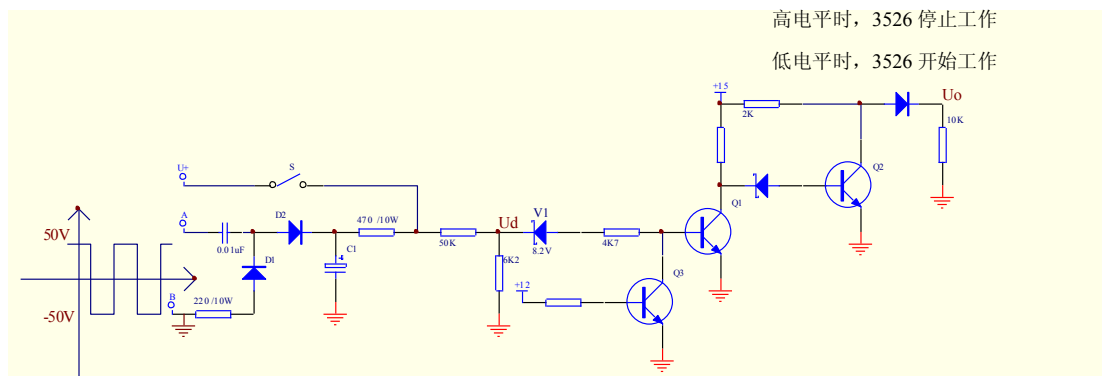 高电平时，3526 停止工作
低电平时，3526 开始工作
+15
Uo
2K
10K
U+
S
Q2
A
D2
470 /10W
Ud
V1
Q1
50V
0.01uF
C1
50K
8.2V
4K7
D1
6K2
Q3
+12
B
220 /10W
-50V